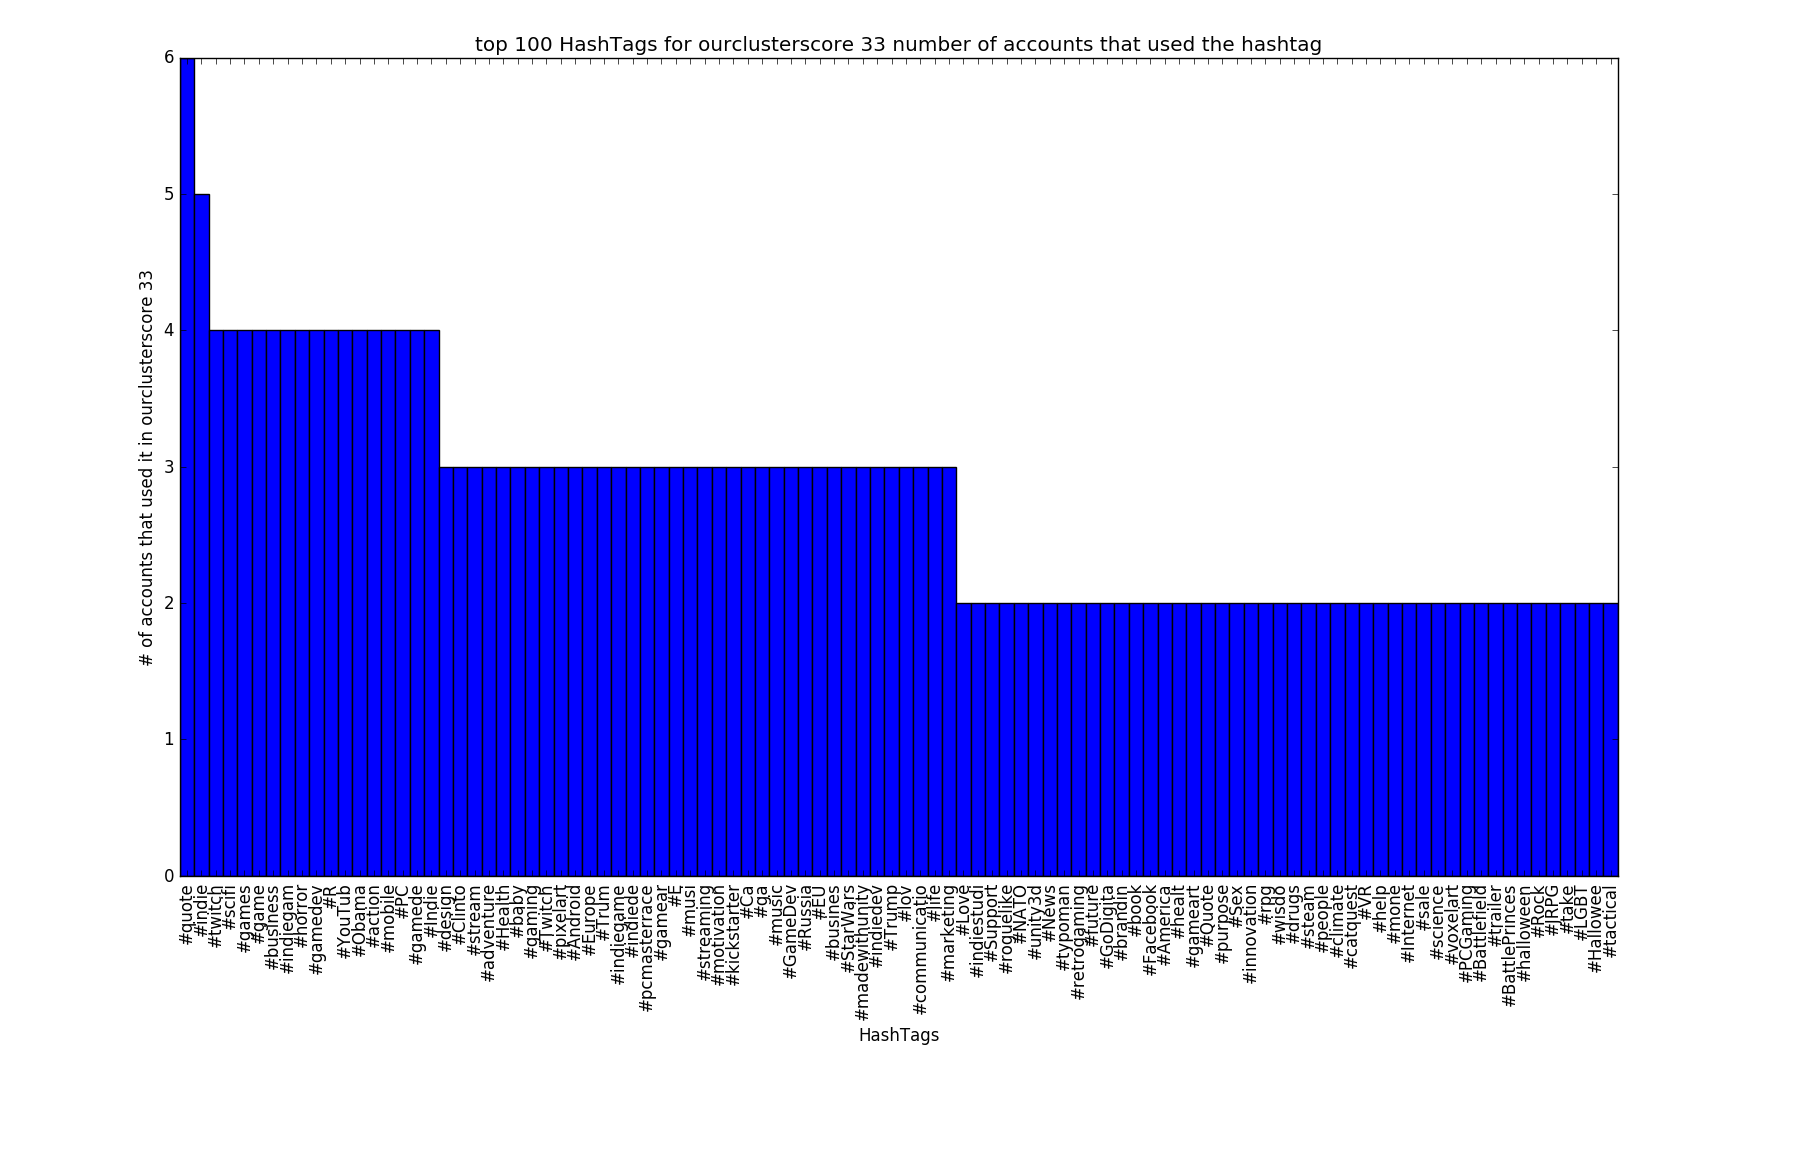 top 100 HashTags for ourclusterscore 33 number of accounts that used the hashtag
# of accounts that used it in ourclusterscore 33
6
5
4
3
2
1
0
#quote
#indie
#twitch
#scifi
#games
#game
#business
#indiegam
#horror
#gamedev
#R
#YouTub
#Obama
#action
#mobile
#PC
#gamede
#Indie
#design
#Clinto
#stream
#adventure
#Health
#baby
#gaming
#Twitch
#pixelart
#Android
#Europe
#Trum
#indiegame
#indiede
#pcmasterrace
#gamear
#E
#musi
#streaming
#motivation
#kickstarter
#Ca
#ga
#music
#GameDev
#Russia
#EU
#busines
#StarWars
#madewithunity
#indiedev
#Trump
#lov
#communicatio
#life
#marketing
#Love
#indiestudi
#Support
#roguelike
#NATO
#unity3d
#News
#typoman
#retrogaming
#future
#GoDigita
#brandin
#book
#Facebook
#America
#healt
#gameart
#Quote
#purpose
#Sex
#innovation
#rpg
#wisdo
#drugs
#steam
#people
#climate
#catquest
#VR
#help
#mone
#Internet
#sale
#science
#voxelart
#PCGaming
#Battlefield
#trailer
#BattlePrinces
#halloween
#Rock
#JRPG
#take
#LGBT
#Hallowee
#tactical
HashTags